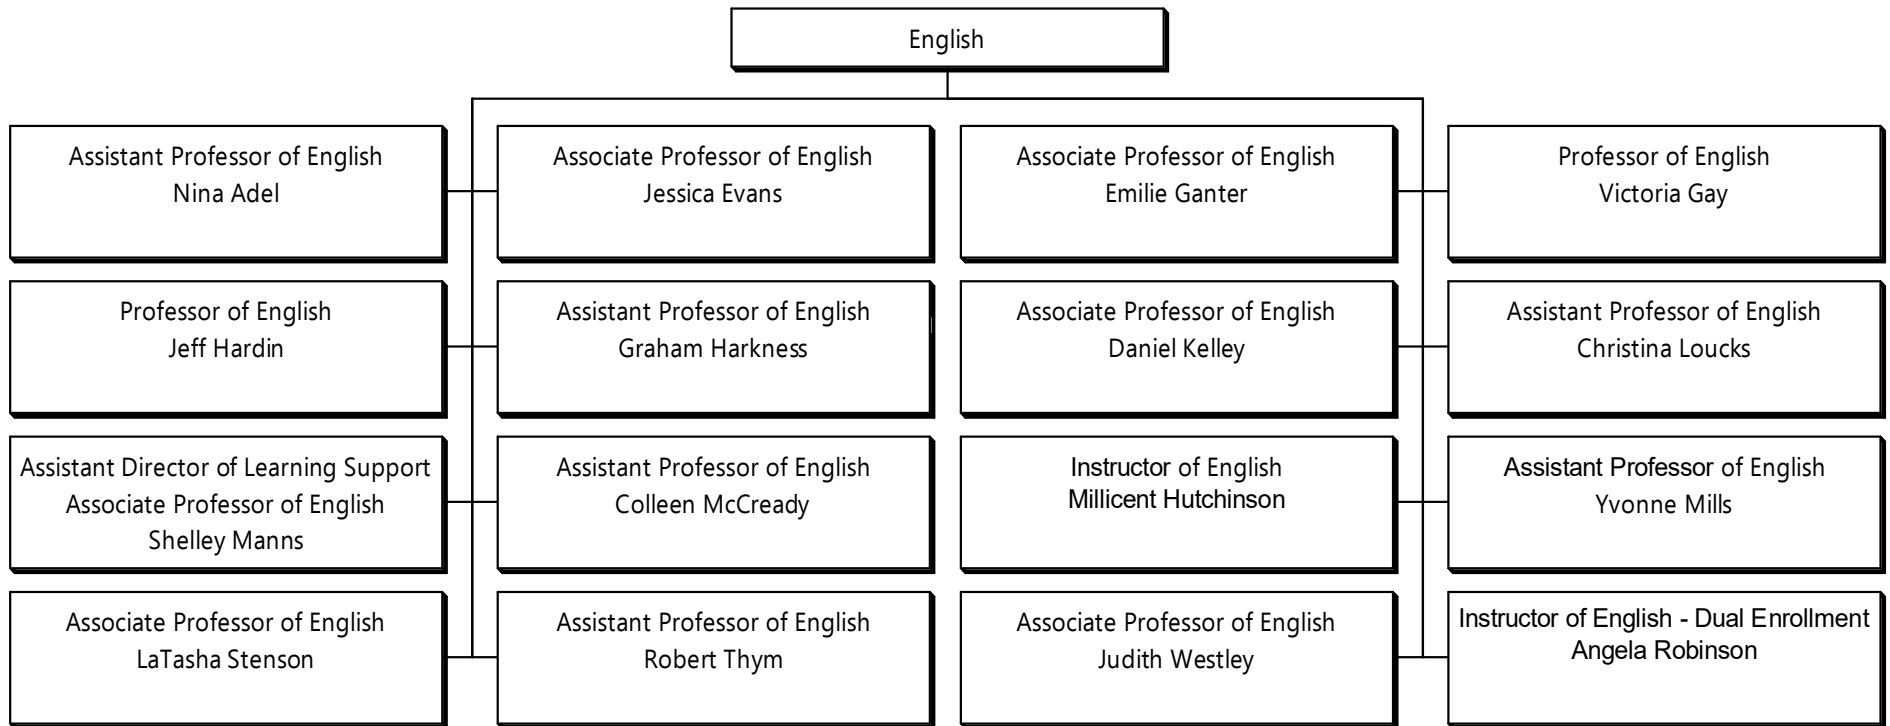 English
Assistant Professor of English
Nina Adel
Associate Professor of English
Jessica Evans
Associate Professor of English
Emilie Ganter
Professor of English
Victoria Gay
Professor of English
Jeff Hardin
Assistant Professor of English
Graham Harkness
Associate Professor of English
Daniel Kelley
Assistant Professor of English
Christina Loucks
Assistant Director of Learning Support
Associate Professor of English
Shelley Manns
Assistant Professor of English
Colleen McCready
Instructor of English
Millicent Hutchinson
Assistant Professor of English
Yvonne Mills
Associate Professor of English
LaTasha Stenson
Assistant Professor of English
Robert Thym
Associate Professor of English
Judith Westley
Instructor of English - Dual Enrollment
Angela Robinson